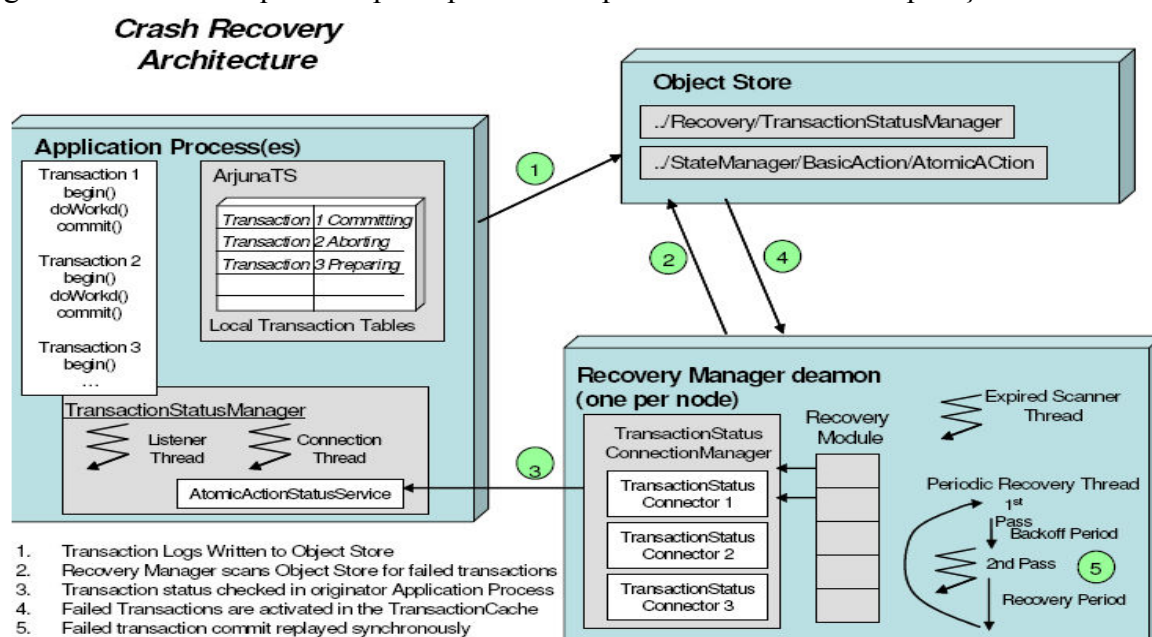 Crash Recovery
Architecture
Object Store
../Recovery/TransactionStatusManager
../StateManager/BasicAction/AtomicACtion
Application Process(es)
Transaction 1
begin()
doWorkd()
commit()
Transaction 2
begin()
doWorkd()
commit()
Transaction 3
begin()
...
ArjunaTS
Transaction 1 Committing
Transaction 2 Aborting
Transaction 3 Preparing
Local Transaction Tables
1
2
4
TransactionStatusManager
Listener
Thread
Connection
Thread
AtomicActionStatusService
3
Recovery Manager deamon
(one per node)
TransactionStatus
ConnectionManager
TransactionStatus
Connector 1
TransactionStatus
Connector 2
TransactionStatus
Connector 3
Recovery
Module
Expired Scanner
Thread
Periodic Recovery Thread
1st
Pass
Backoff Period
2nd Pass
5
Recovery Period
1. Transaction Logs Written to Object Store
2. Recovery Manager scans Object Store for failed transactions
3. Transaction status checked in originator Application Process
4. Failed Transactions are activated in the TransactionCache
5. Failed transaction commit replayed synchronously